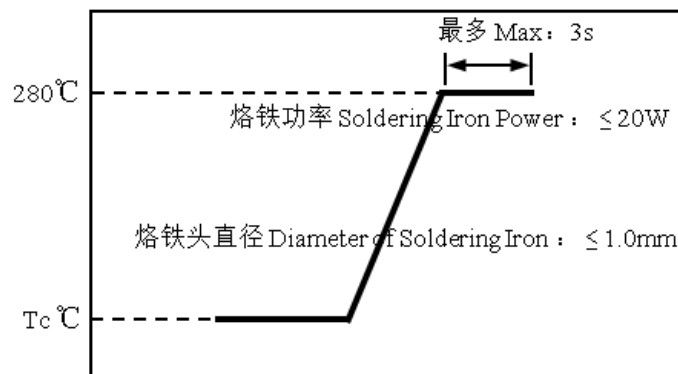 最多 Max：3s
280℃
烙铁功率 Soldering Iron Power： ≤20W
烙铁头直径 Diameter of Soldering Iron： ≤1.0mm
Tc ℃